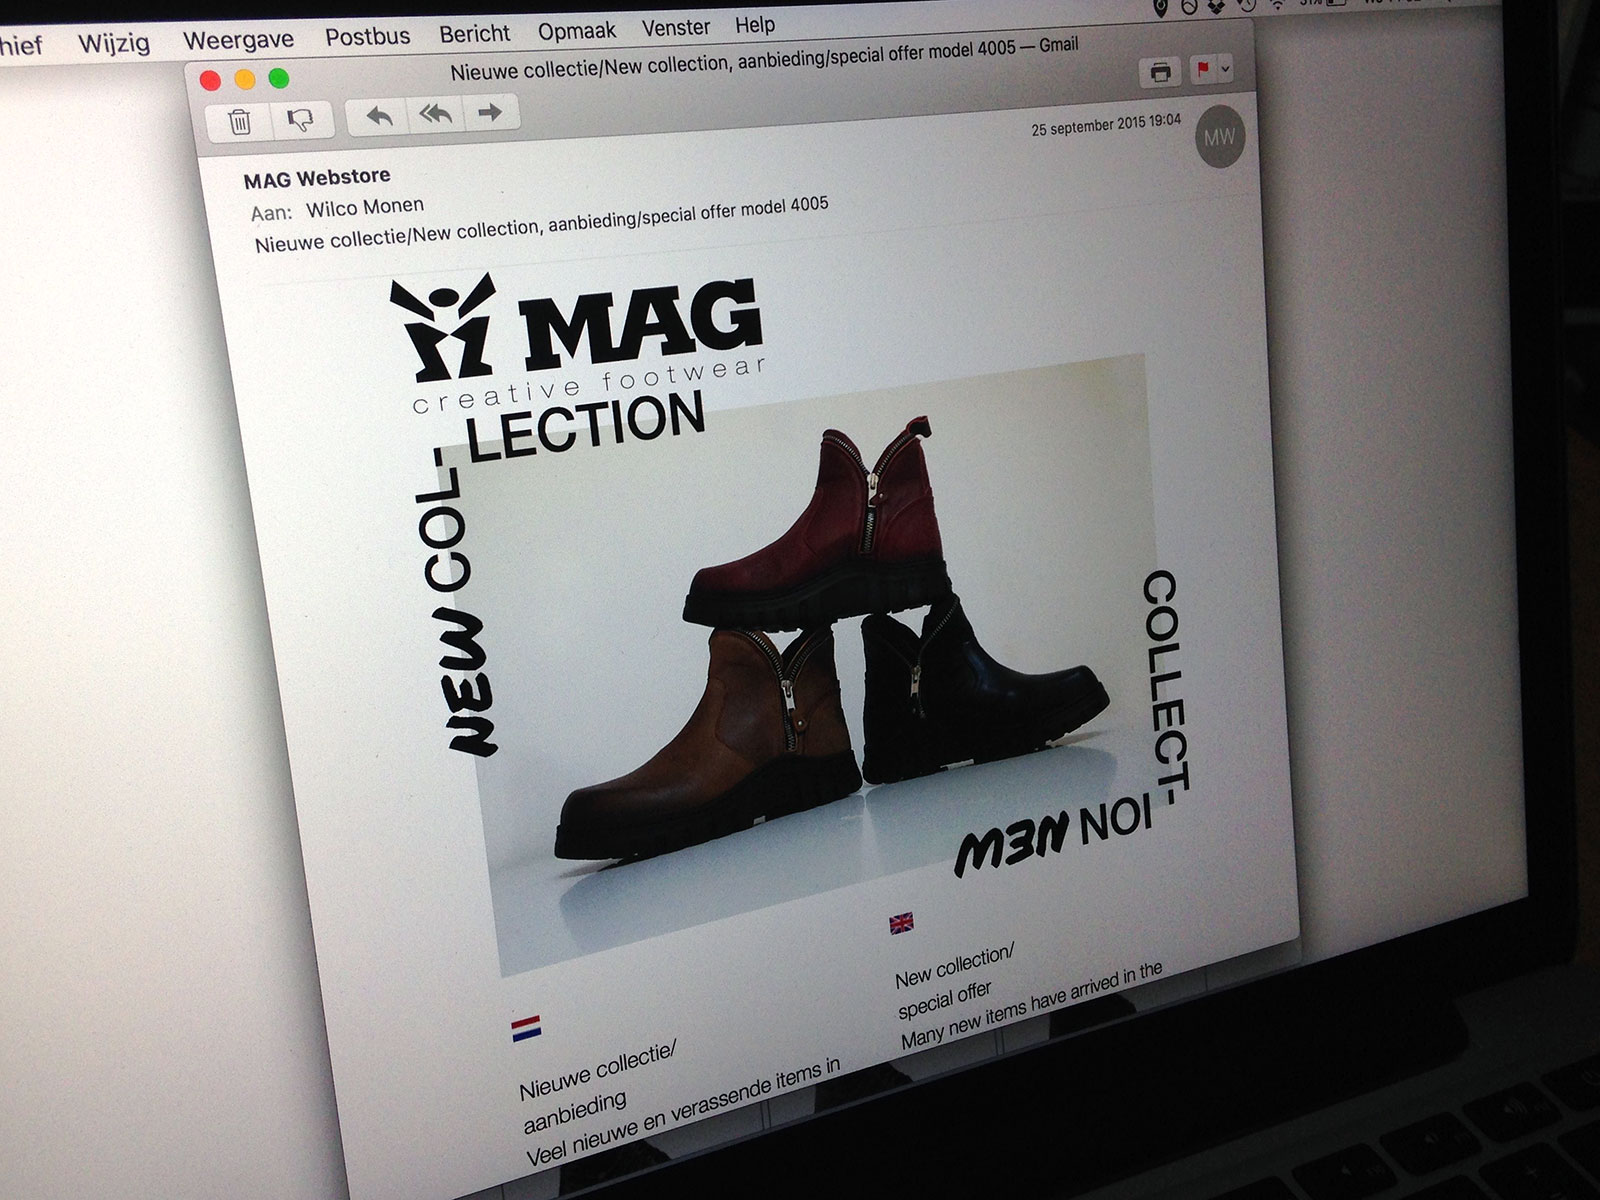 hief Wijzig Weergave Postbus Bericht Opmaak Venster Help
Nieuwe collectie/New collection, aanbieding/special offer model 4005 — Gmail
25 september 2015 19:04
MW
MAG Webstore
Aan: Wilco Monen
Nieuwe collectie/New collection, aanbieding/special offer model 4005
MAG
creative footwear
NEW COL-
LECTION
COLLECT-
ION NEW
New collection/
special offer
Many new items have arrived in the
Nieuwe collectie/
aanbieding
Veel nieuwe en verassende items in